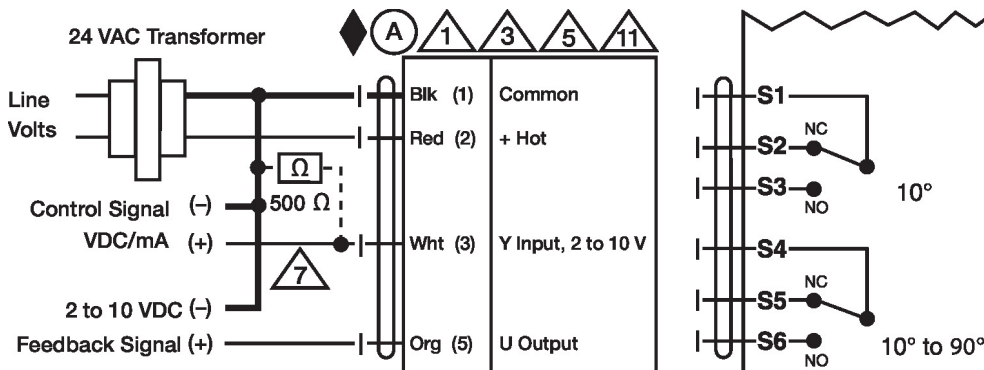 24 VAC Transformer
A 1 3 5 11
Line
Volts
Blk (1) Common
Red (2) + Hot
Ω
500 Ω
Control Signal (–)
VDC/mA (+)
Wht (3) Y Input, 2 to 10 V
7
2 to 10 VDC (–)
Feedback Signal (+)
Org (5) U Output
S1
S2 NC
S3 NO
10°
S4
S5 NC
S6 NO
10° to 90°